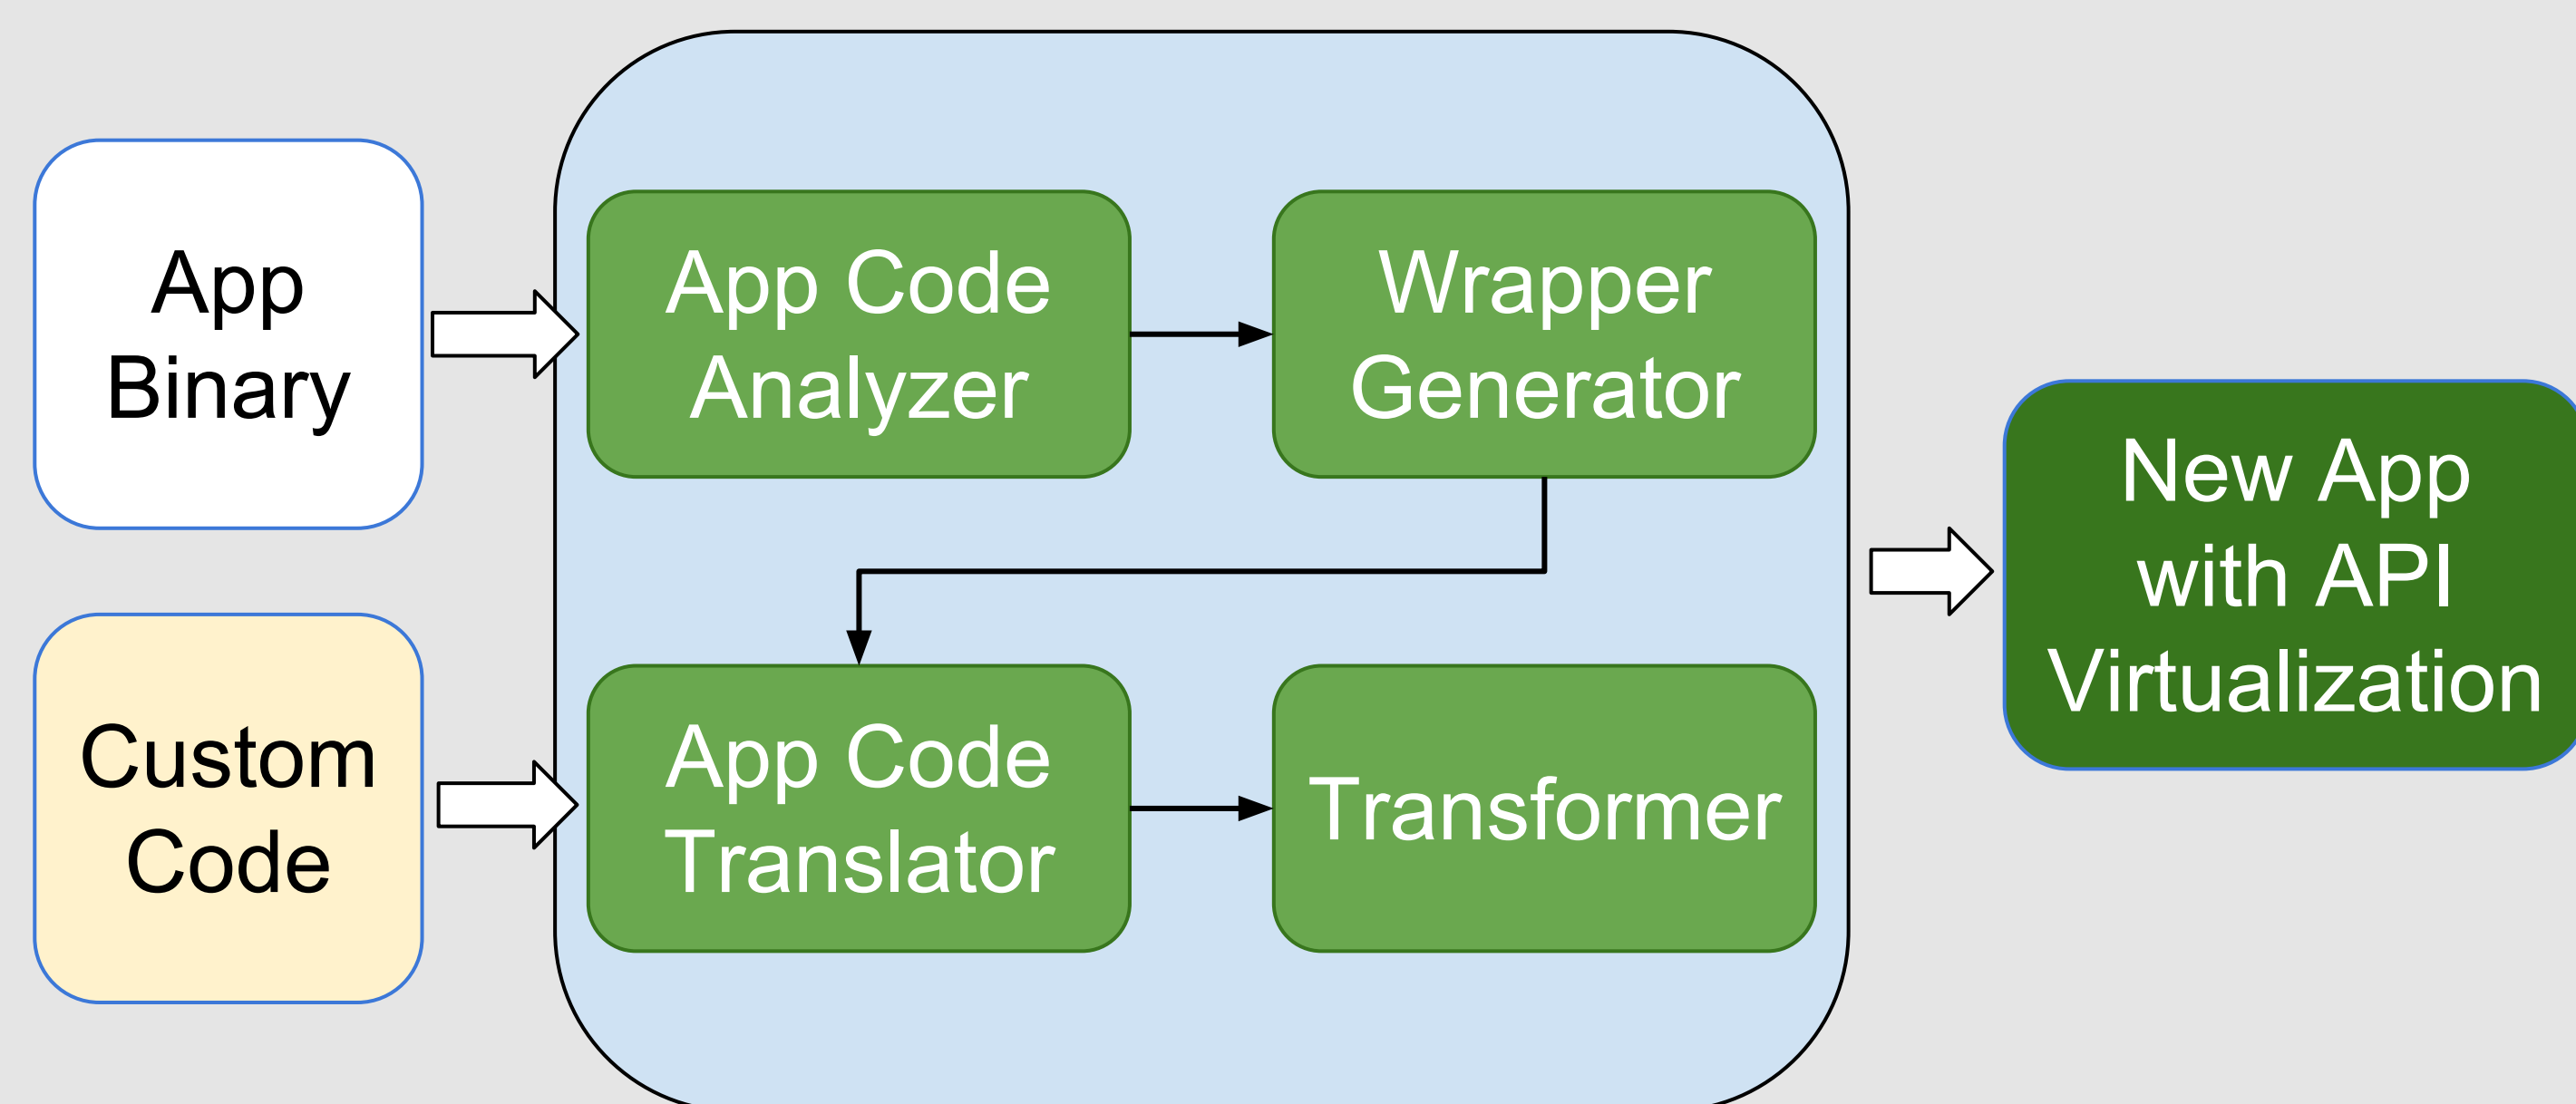 App
Binary
App Code
Analyzer
Wrapper
Generator
Custom
Code
App Code
Translator
Transformer
New App
with API
Virtualization